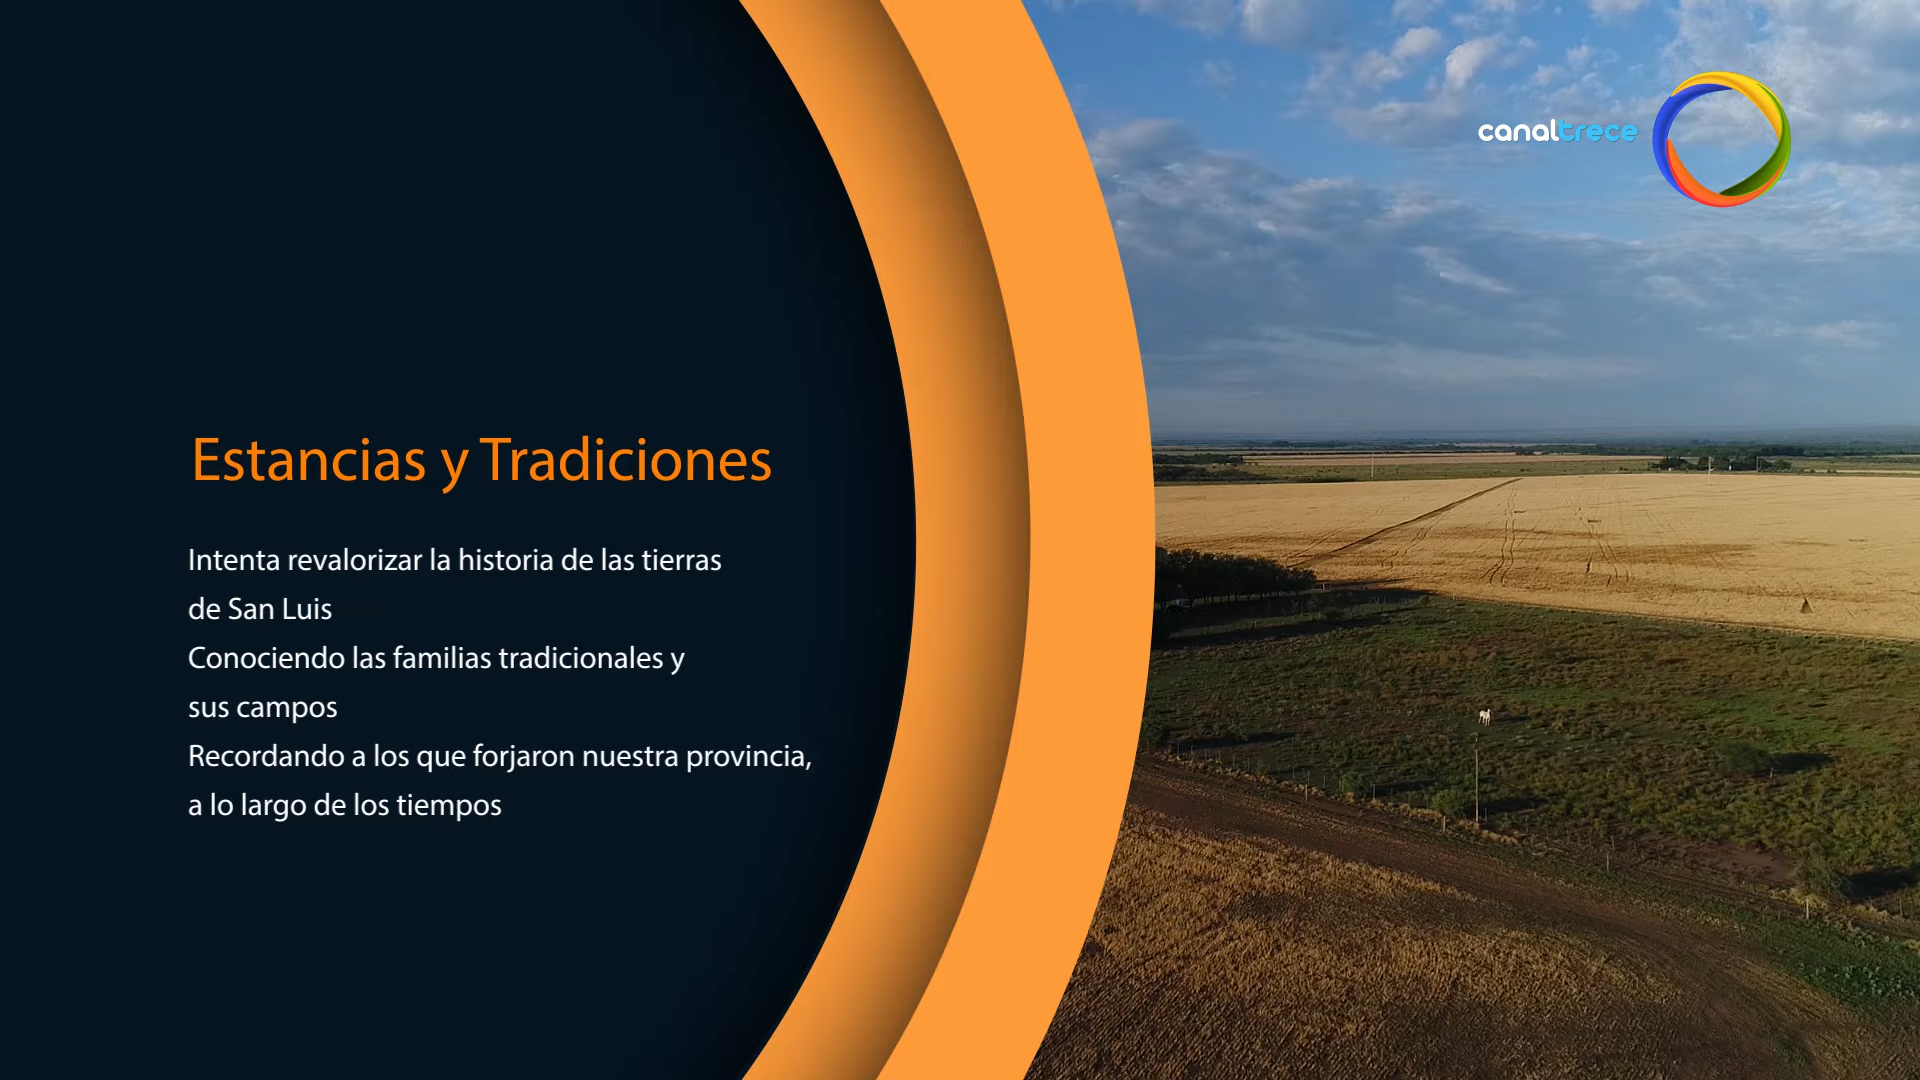 canaltrece
Estancias y Tradiciones
Intenta revalorizar la historia de las tierras
de San Luis
Conociendo las familias tradicionales y
sus campos
Recordando a los que forjaron nuestra provincia,
a lo largo de los tiempos